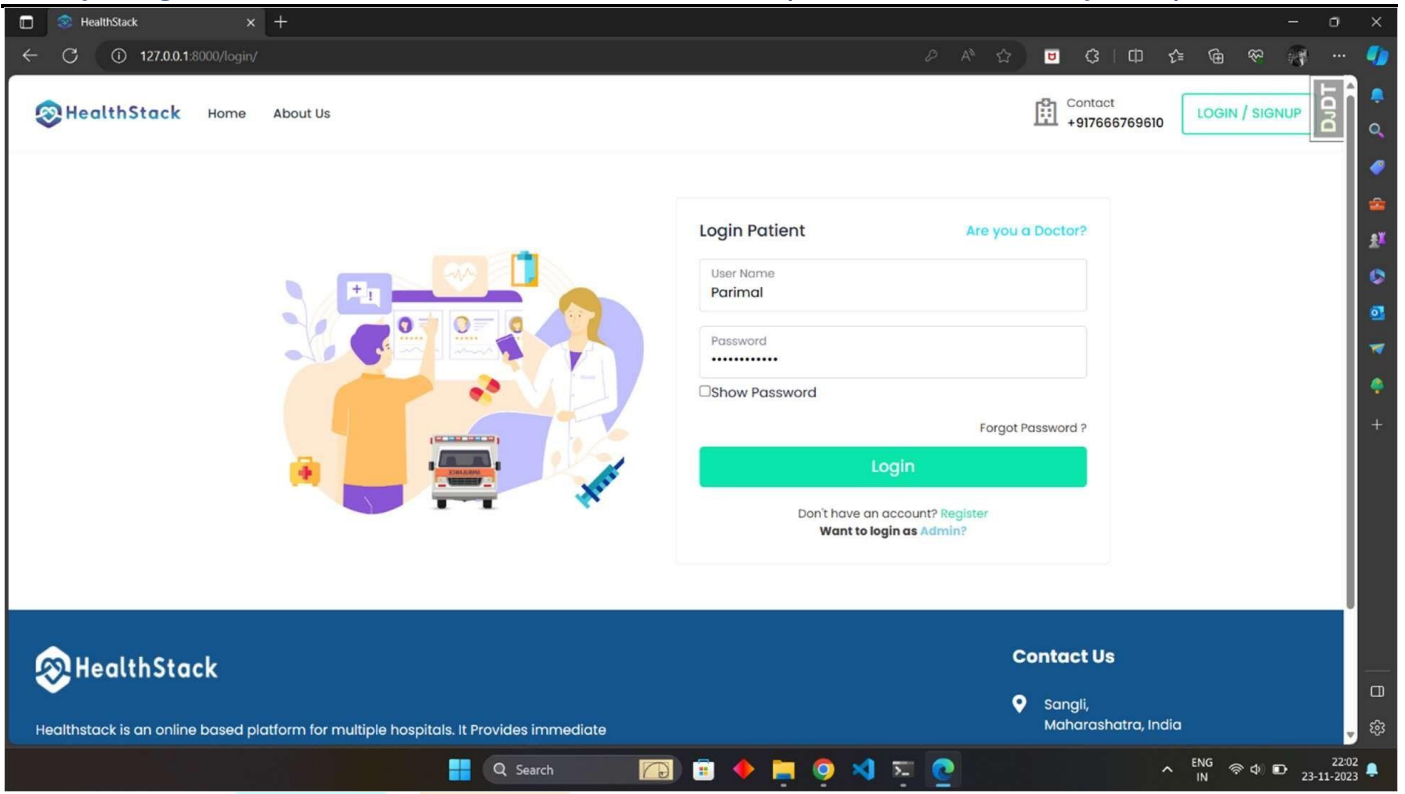 HealthStack
127.0.0.1:8000/login/
HealthStack Home About Us
Contact
+917666769610
LOGIN / SIGNUP
DJDT
Login Patient Are you a Doctor?
User Name
Parimal
Password
••••••••••••
Show Password
Forgot Password ?
Login
Don't have an account? Register
Want to login as Admin?
HealthStack
Healthstack is an online based platform for multiple hospitals. It Provides immediate
Contact Us
Sangli,
Maharashatra, India
Search
ENG
IN
22:02
23-11-2023